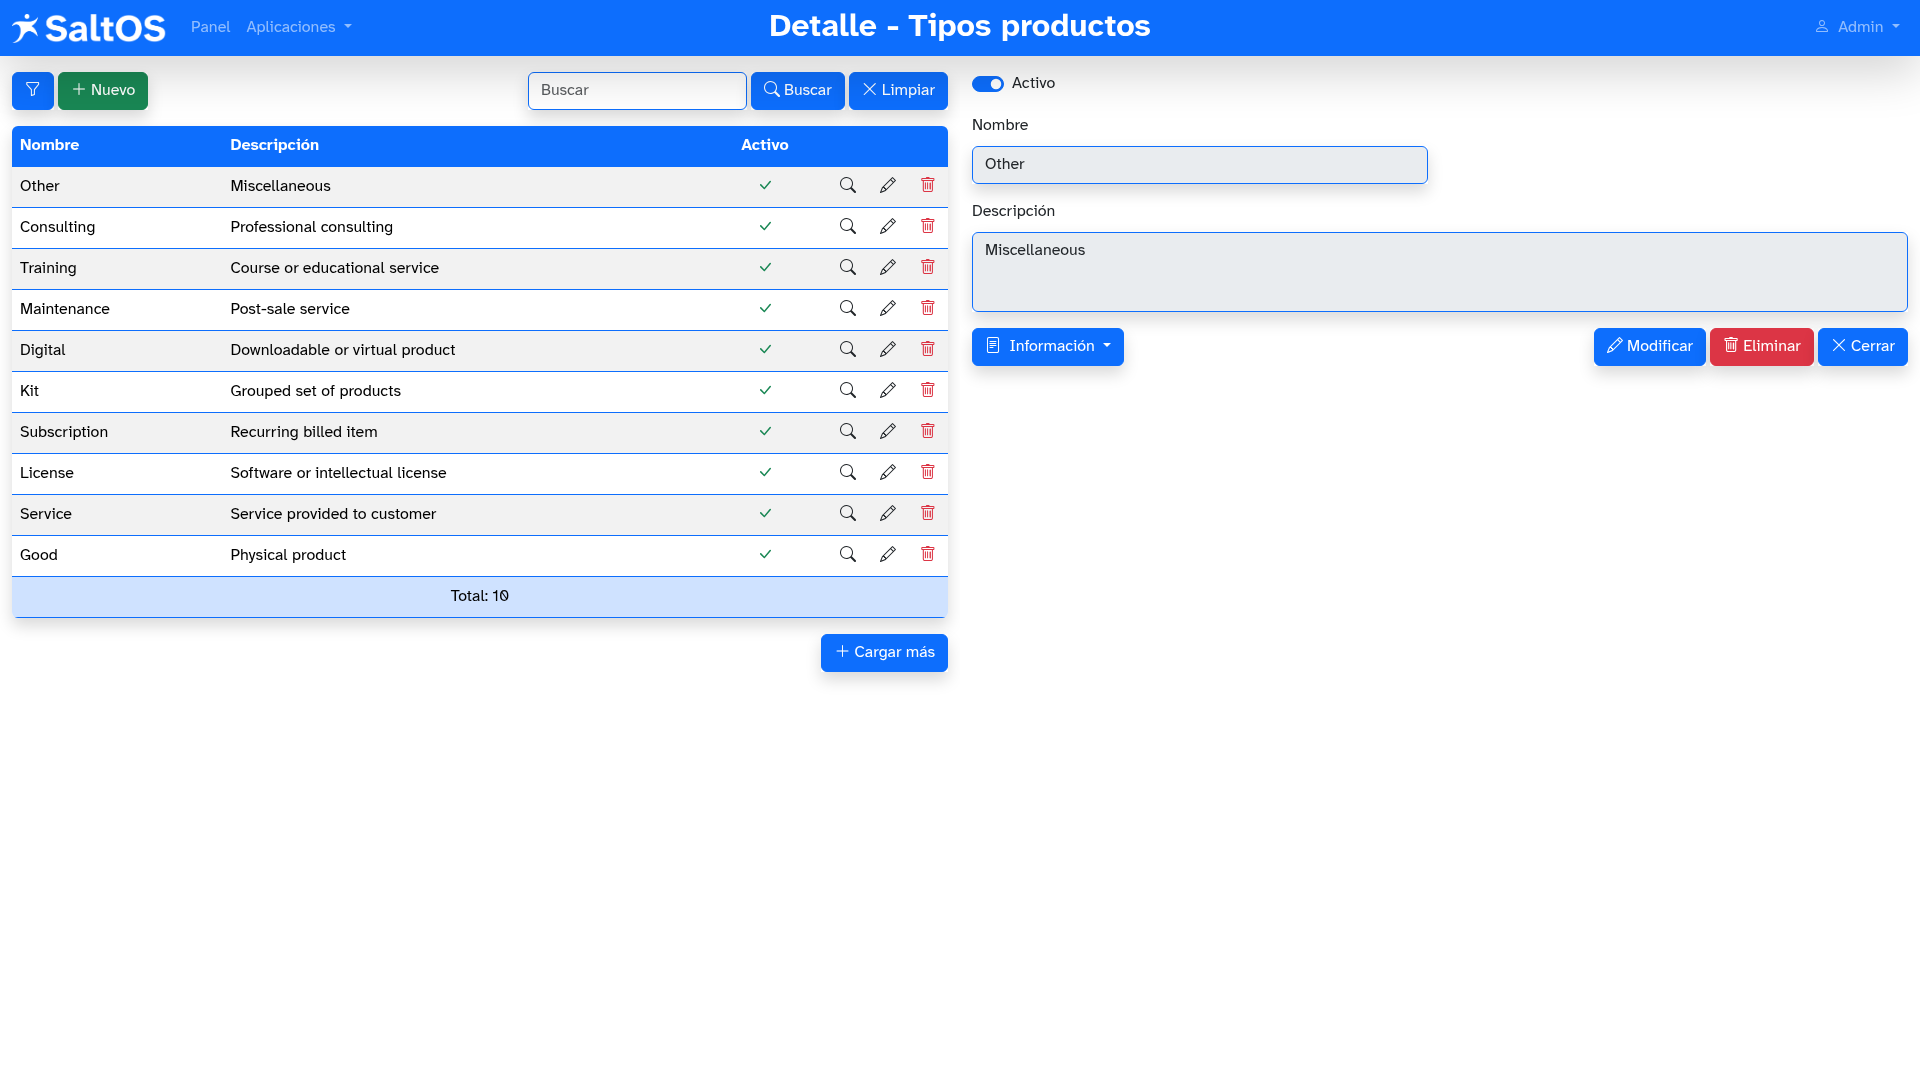 SaltOS Panel Aplicaciones Detalle - Tipos productos Admin
Nuevo Buscar Buscar Limpiar
Nombre Descripción Activo
Other Miscellaneous
Consulting Professional consulting
Training Course or educational service
Maintenance Post-sale service
Digital Downloadable or virtual product
Kit Grouped set of products
Subscription Recurring billed item
License Software or intellectual license
Service Service provided to customer
Good Physical product
Total: 10
Cargar más
Activo
Nombre
Other
Descripción
Miscellaneous
Información Modificar Eliminar Cerrar